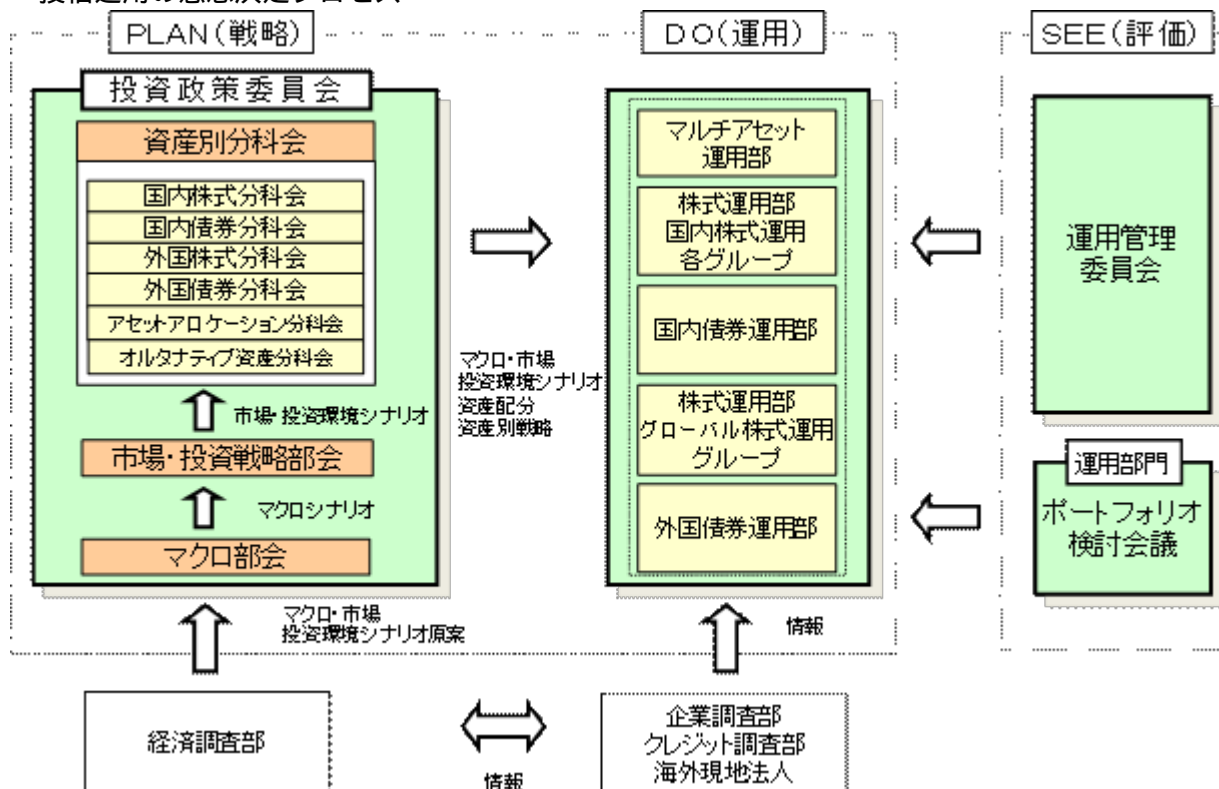 PLAN(戦略)
DO(運用)
SEE(評価)
投資政策委員会
資産別分科会
国内株式分科会
国内債券分科会
外国株式分科会
外国債券分科会
アセットアロケーション分科会
オルタナティブ資産分科会
市場・投資環境シナリオ
市場・投資戦略部会
マクロシナリオ
マクロ部会
マクロ・市場
投資環境シナリオ原案
マクロ・市場
投資環境シナリオ
資産配分
資産別戦略
マルチアセット
運用部
株式運用部
国内株式運用
各グループ
国内債券運用部
株式運用部
グローバル株式運用
グループ
外国債券運用部
情報
運用管理
委員会
運用部門
ポートフォリオ
検討会議
経済調査部
情報
企業調査部
クレジット調査部
海外現地法人